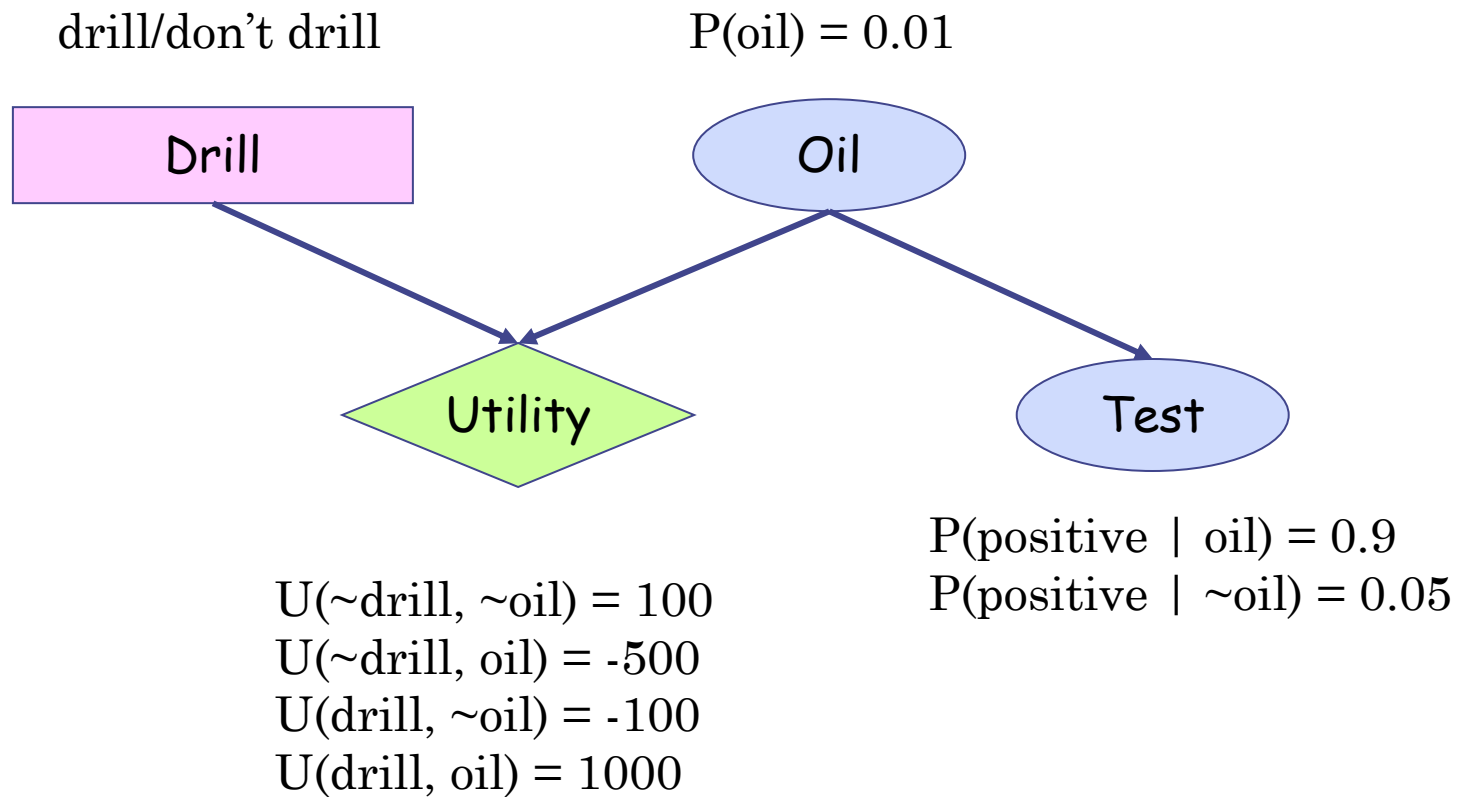 drill/don’t drill
P(oil) = 0.01
Drill
Oil
Utility
Test
P(positive | oil) = 0.9
P(positive | ~oil) = 0.05
U(~drill, ~oil) = 100
U(~drill, oil) = -500
U(drill, ~oil) = -100
U(drill, oil) = 1000